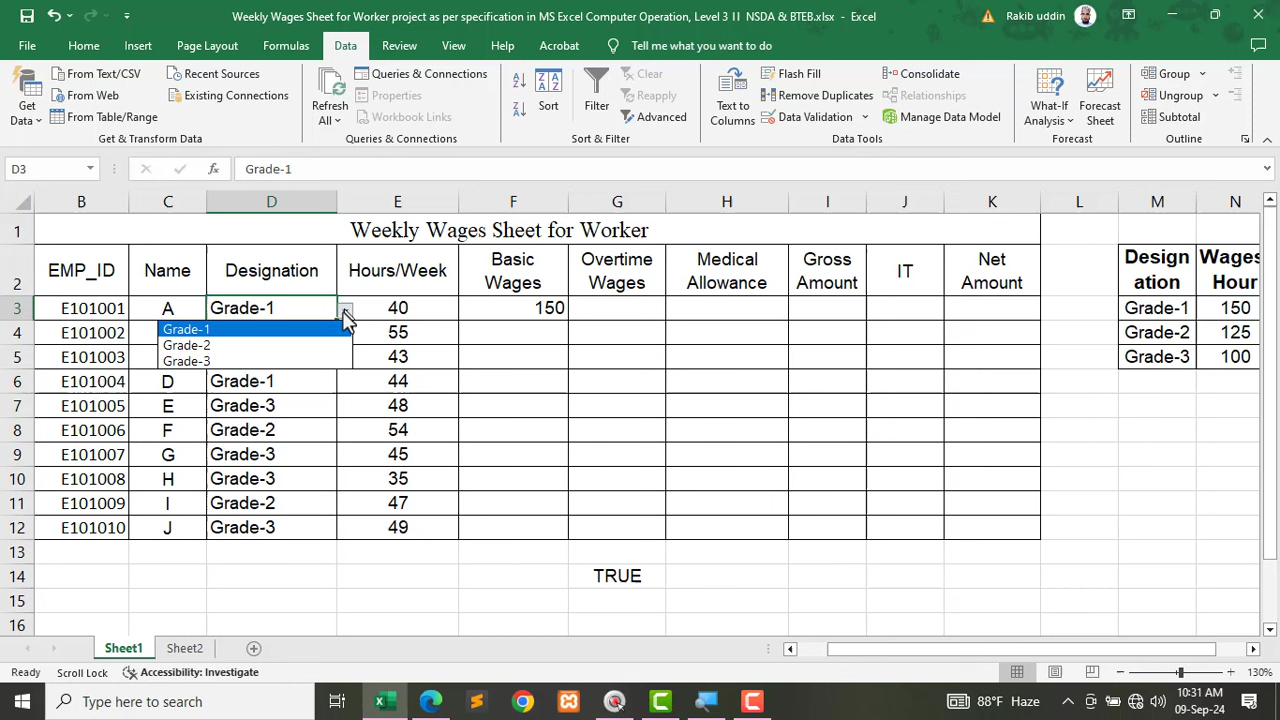 Weekly Wages Sheet for Worker project as per specification in MS Excel Computer Operation, Level 3 II NSDA & BTEB.xlsx - Excel
Rakib uddin
File Home Insert Page Layout Formulas Data Review View Help Acrobat Tell me what you want to do
Get Data
From Text/CSV
From Web
From Table/Range
Recent Sources
Existing Connections
Get & Transform Data
Refresh All
Queries & Connections
Properties
Workbook Links
Queries & Connections
Sort
Filter
Clear
Reapply
Advanced
Sort & Filter
Text to Columns
Flash Fill
Remove Duplicates
Data Validation
Consolidate
Relationships
Manage Data Model
Data Tools
What-If Analysis
Forecast Sheet
Forecast
Group
Ungroup
Subtotal
Outline
D3 fx Grade-1
B C D E F G H I J K L M N
1 Weekly Wages Sheet for Worker
2 EMP_ID Name Designation Hours/Week Basic Wages Overtime Wages Medical Allowance Gross Amount IT Net Amount Design ation Wages Hour
3 E101001 A Grade-1 40 150 Grade-1 150
4 E101002 55 Grade-2 125
5 E101003 43 Grade-3 100
Grade-1
Grade-2
Grade-3
6 E101004 D Grade-1 44
7 E101005 E Grade-3 48
8 E101006 F Grade-2 54
9 E101007 G Grade-3 45
10 E101008 H Grade-3 35
11 E101009 I Grade-2 47
12 E101010 J Grade-3 49
13
14 TRUE
15
16
Sheet1 Sheet2
Ready Scroll Lock Accessibility: Investigate 130%
Type here to search
88°F Haze
10:31 AM
09-Sep-24